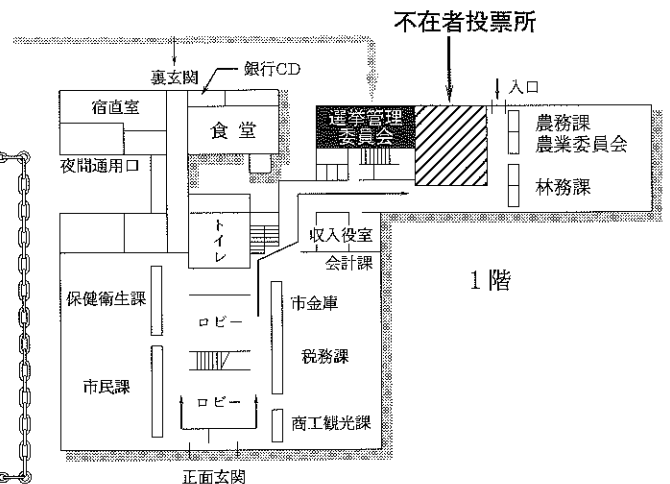 不在者投票所
裏玄関
銀行CD
入口
宿直室
食堂
選挙管理
委員会
農務課
農業委員会
夜間通用口
林務課
トイレ
収入役室
会計課
1階
保健衛生課
市金庫
ロビー
税務課
市民課
ロビー
商工観光課
正面玄関